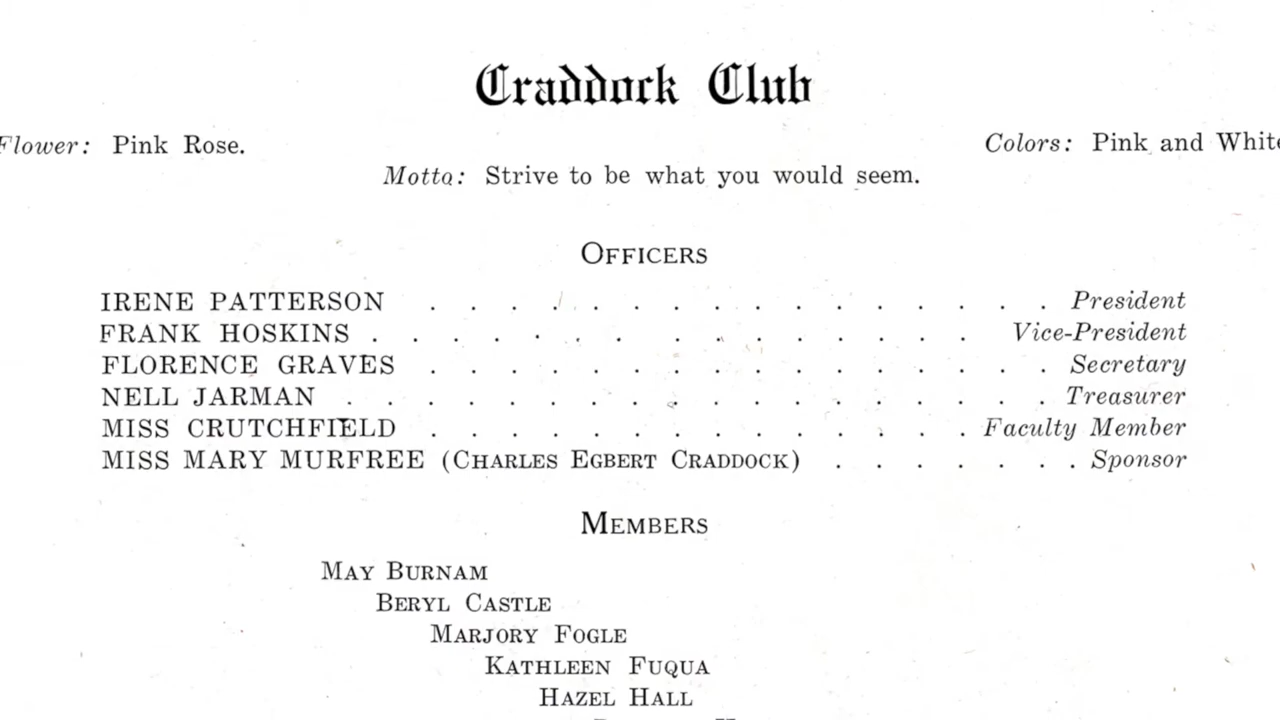 Craddock Club
Flower: Pink Rose. Colors: Pink and White
Motto: Strive to be what you would seem.
OFFICERS
IRENE PATTERSON . . . . . . . . . . . . . . . . President
FRANK HOSKINS . . . . . . . . . . . . . . . . Vice-President
FLORENCE GRAVES . . . . . . . . . . . . . . . . Secretary
NELL JARMAN . . . . . . . . . . . . . . . . . . Treasurer
MISS CRUTCHFIELD . . . . . . . . . . . . . . Faculty Member
MISS MARY MURFREE (CHARLES EGBERT CRADDOCK) . . . . . . . Sponsor
MEMBERS
MAY BURNAM
BERYL CASTLE
MARJORY FOGLE
KATHLEEN FUQUA
HAZEL HALL